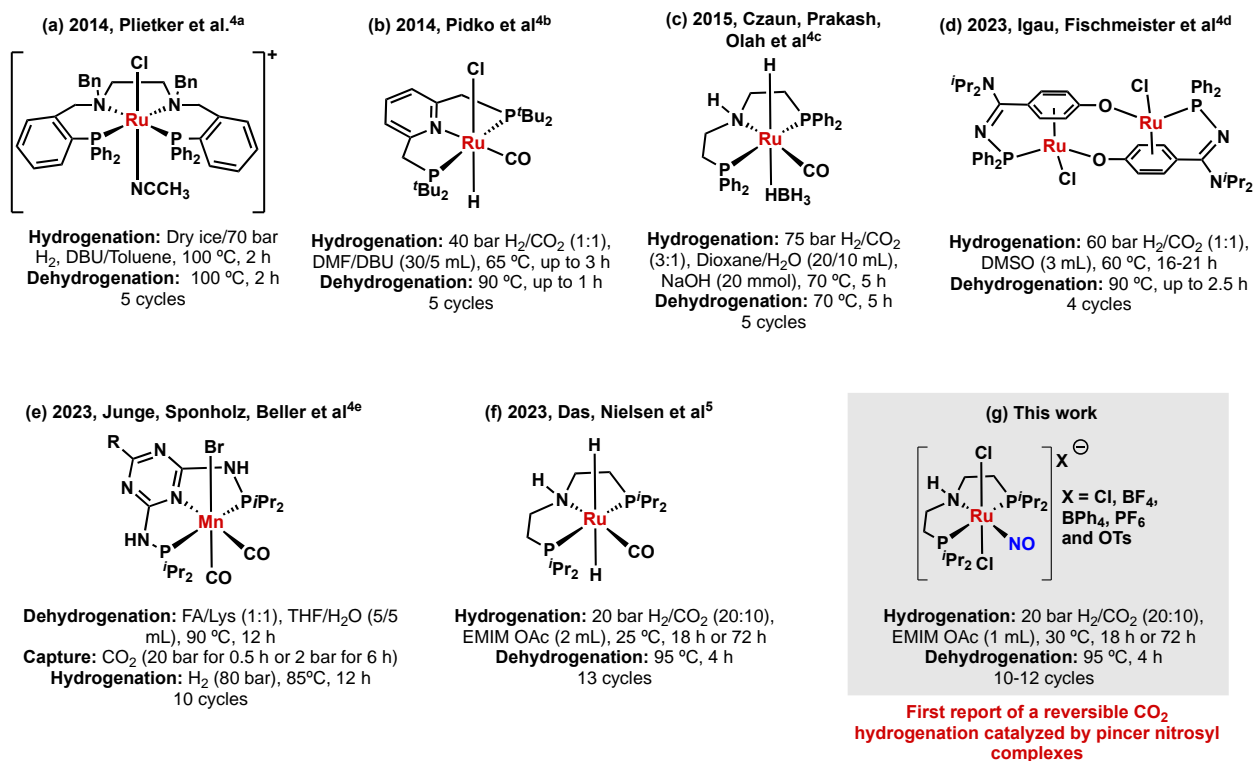 (a) 2014, Plietker et al.4a
+
Cl
Bn
Bn
N
N
Ru
P
P
Ph2
Ph2
NCCH3
Hydrogenation: Dry ice/70 bar
H2, DBU/Toluene, 100 ºC, 2 h
Dehydrogenation: 100 ºC, 2 h
5 cycles
(b) 2014, Pidko et al4b
Cl
PtBu2
N
Ru
CO
P
tBu2
H
Hydrogenation: 40 bar H2/CO2 (1:1),
DMF/DBU (30/5 mL), 65 ºC, up to 3 h
Dehydrogenation: 90 ºC, up to 1 h
5 cycles
(c) 2015, Czaun, Prakash,
Olah et al4c
H
H
N
PPh2
Ru
P
Ph2
CO
HBH3
Hydrogenation: 75 bar H2/CO2
(3:1), Dioxane/H2O (20/10 mL),
NaOH (20 mmol), 70 ºC, 5 h
Dehydrogenation: 70 ºC, 5 h
5 cycles
(d) 2023, Igau, Fischmeister et al4d
iPr2N
Ph2
Cl
P
O
N
Ru
N
Ru
Ph2P
O
Cl
NiPr2
Hydrogenation: 60 bar H2/CO2 (1:1),
DMSO (3 mL), 60 ºC, 16-21 h
Dehydrogenation: 90 ºC, up to 2.5 h
4 cycles
(e) 2023, Junge, Sponholz, Beller et al4e
R
N
Br
NH
N
N
PiPr2
Mn
HN
P
iPr2
CO
CO
Dehydrogenation: FA/Lys (1:1), THF/H2O (5/5
mL), 90 ºC, 12 h
Capture: CO2 (20 bar for 0.5 h or 2 bar for 6 h)
Hydrogenation: H2 (80 bar), 85ºC, 12 h
10 cycles
(f) 2023, Das, Nielsen et al5
H
H
N
PiPr2
Ru
P
iPr2
CO
H
Hydrogenation: 20 bar H2/CO2 (20:10),
EMIM OAc (2 mL), 25 ºC, 18 h or 72 h
Dehydrogenation: 95 ºC, 4 h
13 cycles
(g) This work
Cl
X ⊖
H
N
PiPr2
Ru
P
iPr2
NO
Cl
X = Cl, BF4,
BPh4, PF6
and OTs
Hydrogenation: 20 bar H2/CO2 (20:10),
EMIM OAc (1 mL), 30 ºC, 18 h or 72 h
Dehydrogenation: 95 ºC, 4 h
10-12 cycles
First report of a reversible CO2
hydrogenation catalyzed by pincer nitrosyl
complexes